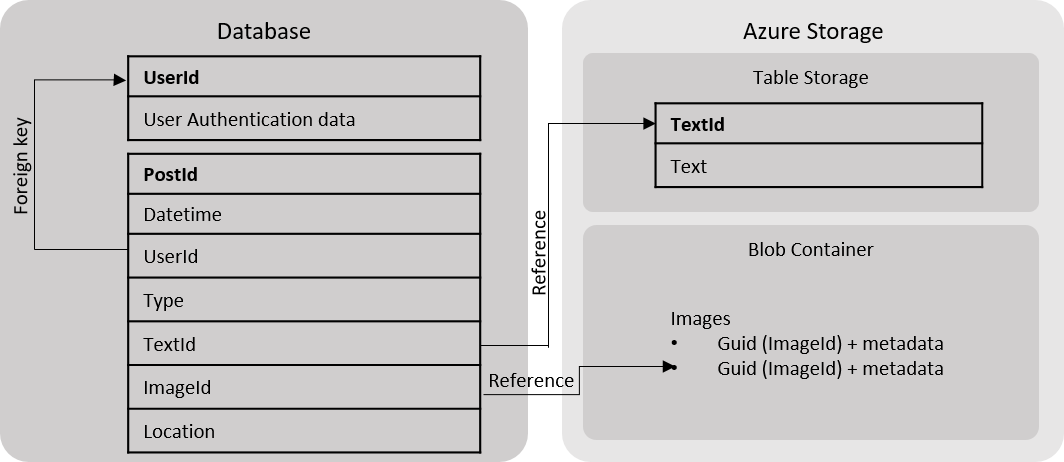 Database
UserId
User Authentication data
PostId
Datetime
UserId
Type
TextId
ImageId
Location
Foreign key
Reference
Reference
Azure Storage
Table Storage
TextId
Text
Blob Container
Images
• Guid (ImageId) + metadata
• Guid (ImageId) + metadata